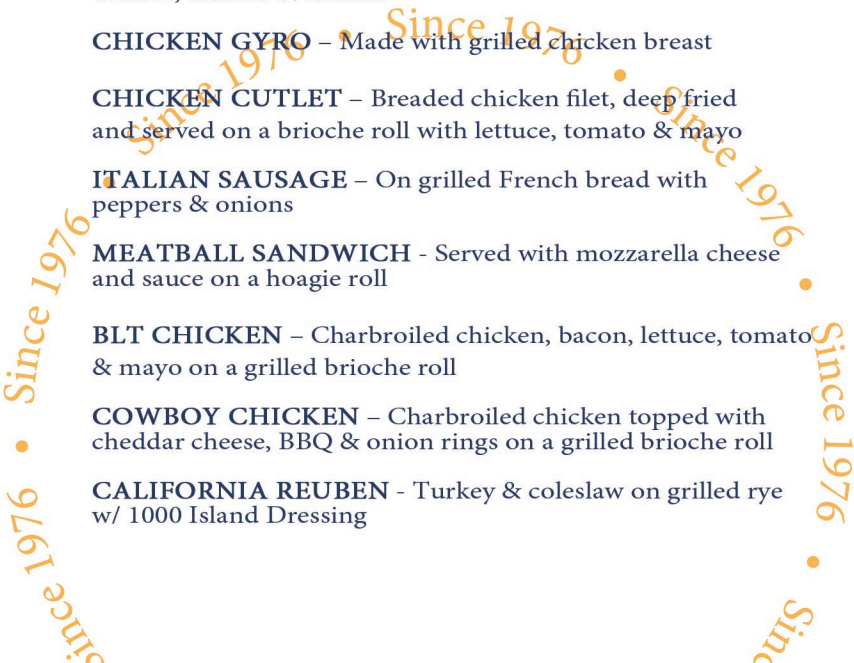 CHICKEN GYRO – Made with grilled chicken breast
CHICKEN CUTLET – Breaded chicken filet, deep fried
and served on a brioche roll with lettuce, tomato & mayo
ITALIAN SAUSAGE – On grilled French bread with
peppers & onions
MEATBALL SANDWICH - Served with mozzarella cheese
and sauce on a hoagie roll
BLT CHICKEN – Charbroiled chicken, bacon, lettuce, tomato
& mayo on a grilled brioche roll
COWBOY CHICKEN – Charbroiled chicken topped with
cheddar cheese, BBQ & onion rings on a grilled brioche roll
CALIFORNIA REUBEN - Turkey & coleslaw on grilled rye
w/ 1000 Island Dressing
Since 1976 • Since 1976 • Since 1976 • Since 1976 • Since 1976 • Since 1976 • Sinc